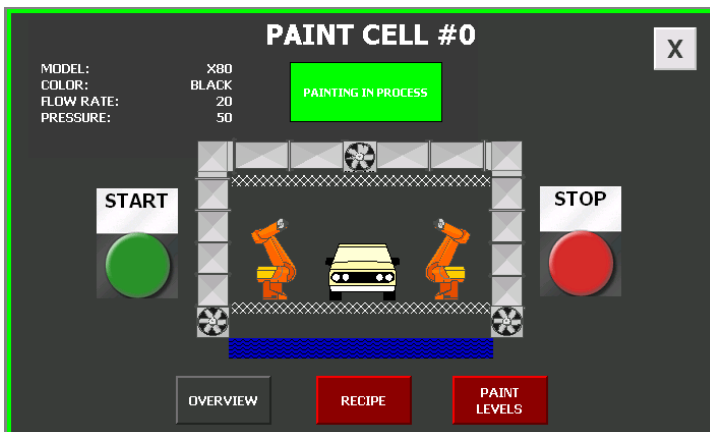 PAINT CELL #0
X
MODEL: X80
COLOR: BLACK
FLOW RATE: 20
PRESSURE: 50
PAINTING IN PROCESS
START
STOP
OVERVIEW
RECIPE
PAINT
LEVELS